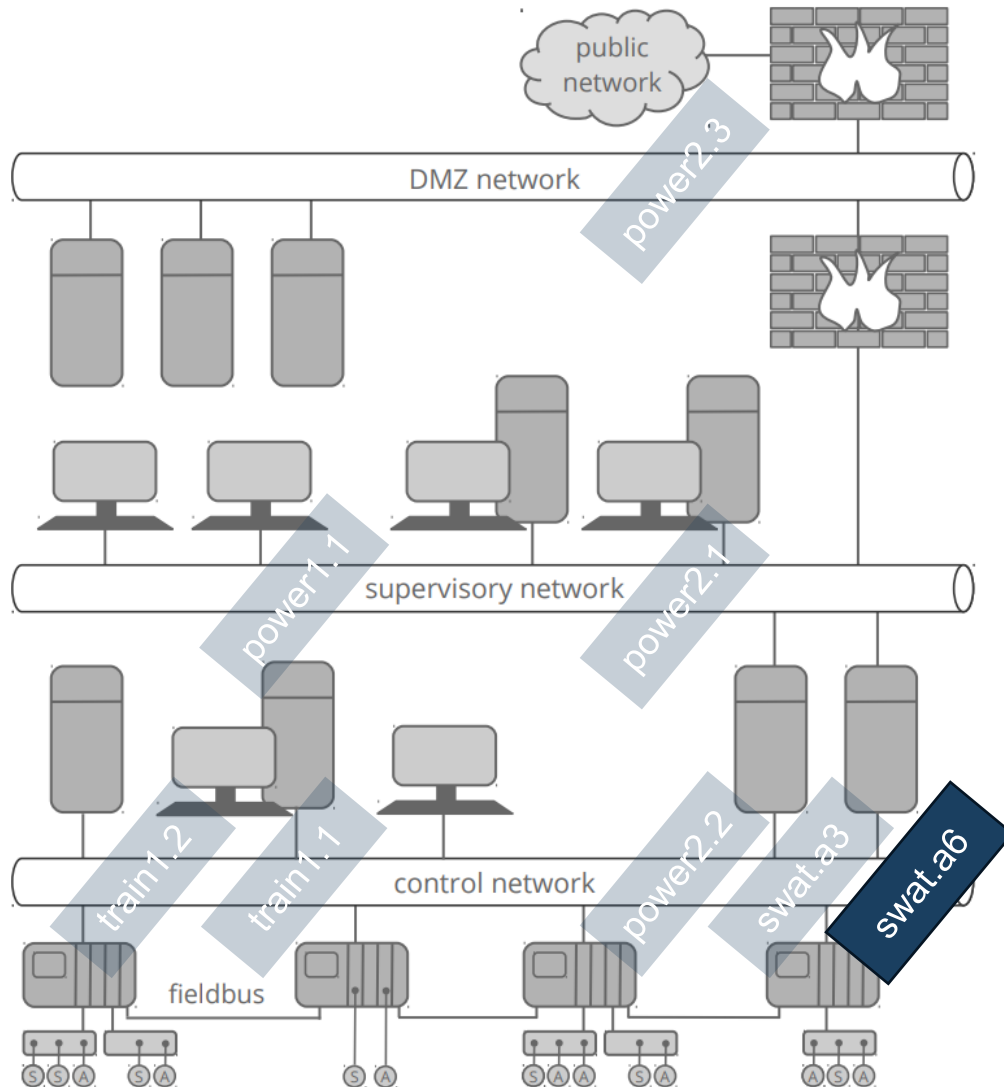 public
network
power2.3
DMZ network
power1.1
power2.1
supervisory network
train1.2
train1.1
power2.2
swat.a3
swat.a6
control network
fieldbus
S S A S A S A S A A S A A S A